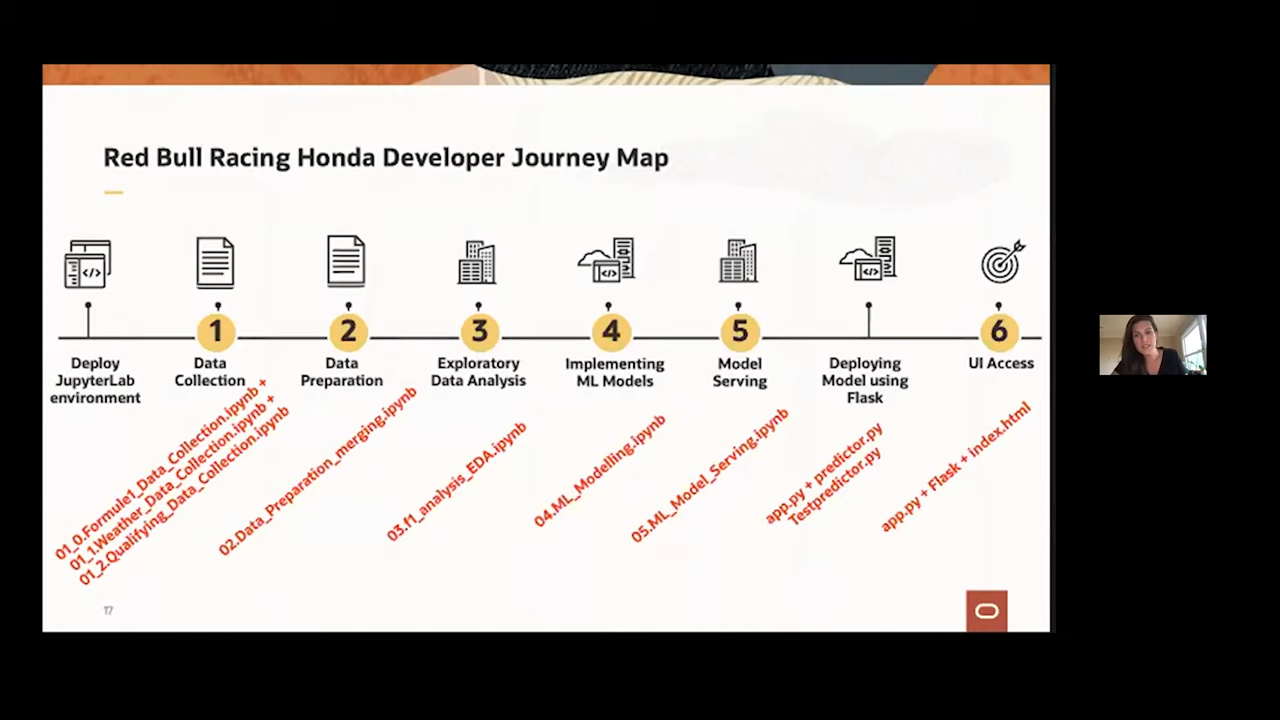 Red Bull Racing Honda Developer Journey Map
1
2
3
4
5
6
Deploy
JupyterLab
environment
Data
Collection
Data
Preparation
Exploratory
Data Analysis
Implementing
ML Models
Model
Serving
Deploying
Model using
Flask
UI Access
01_0.Formule1_Data_Collection.ipynb +
01_1.Weather_Data_Collection.ipynb +
01_2.Qualifying_Data_Collection.ipynb
02.Data_Preparation_merging.ipynb
03.f1_analysis_EDA.ipynb
04.ML_Modelling.ipynb
05.ML_Model_Serving.ipynb
app.py + predictor.py
Testpredictor.py
app.py + Flask + index.html
17